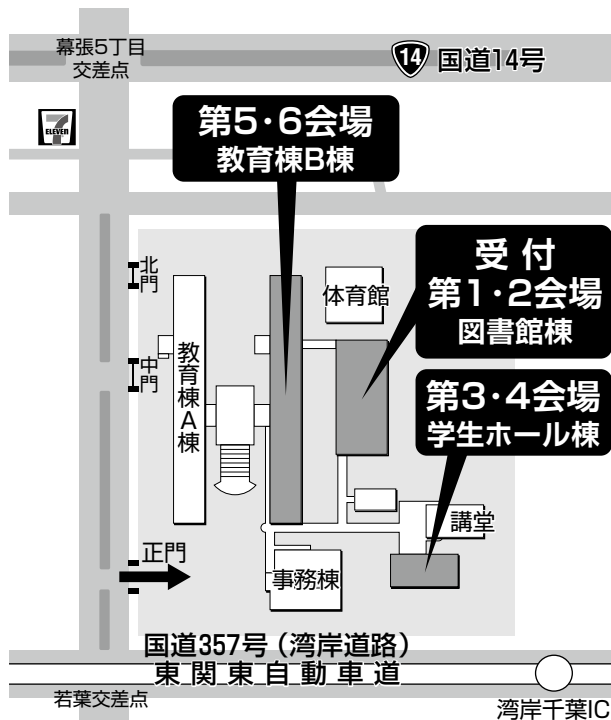 幕張5丁目
交差点
14
国道14号
ELEVEN
第5・6会場
教育棟B棟
受付
第1・2会場
図書館棟
北門
体育館
中門
教育棟A棟
第3・4会場
学生ホール棟
講堂
正門
事務棟
国道357号（湾岸道路）
東関東自動車道
若葉交差点
湾岸千葉IC